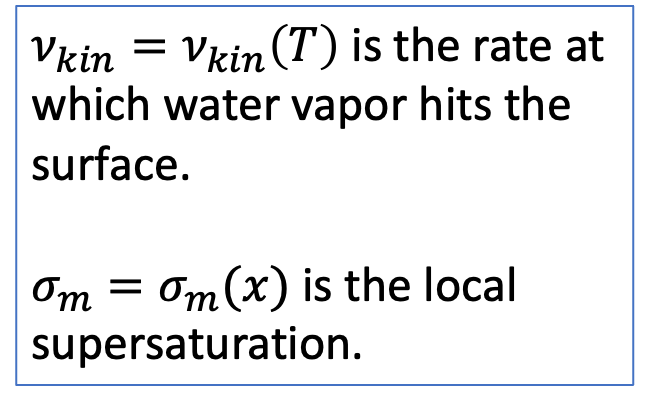 𝜈𝑘𝑖𝑛 = 𝜈𝑘𝑖𝑛(𝑇) is the rate at
which water vapor hits the
surface.
𝜎𝑚 = 𝜎𝑚(𝑥) is the local
supersaturation.